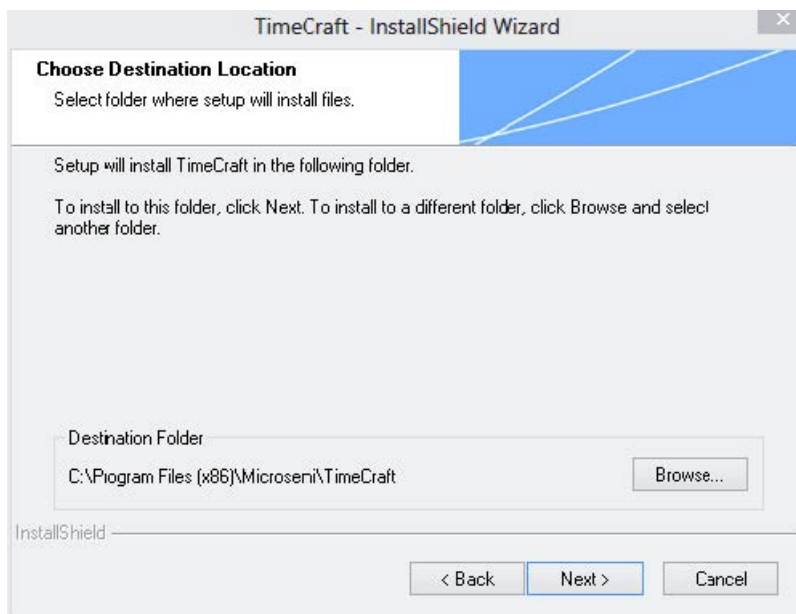 TimeCraft - InstallShield Wizard
Choose Destination Location
Select folder where setup will install files.
Setup will install TimeCraft in the following folder.
To install to this folder, click Next. To install to a different folder, click Browse and select
another folder.
Destination Folder
C:\Program Files (x86)\Microsemi\TimeCraft
Browse...
InstallShield
< Back
Next >
Cancel